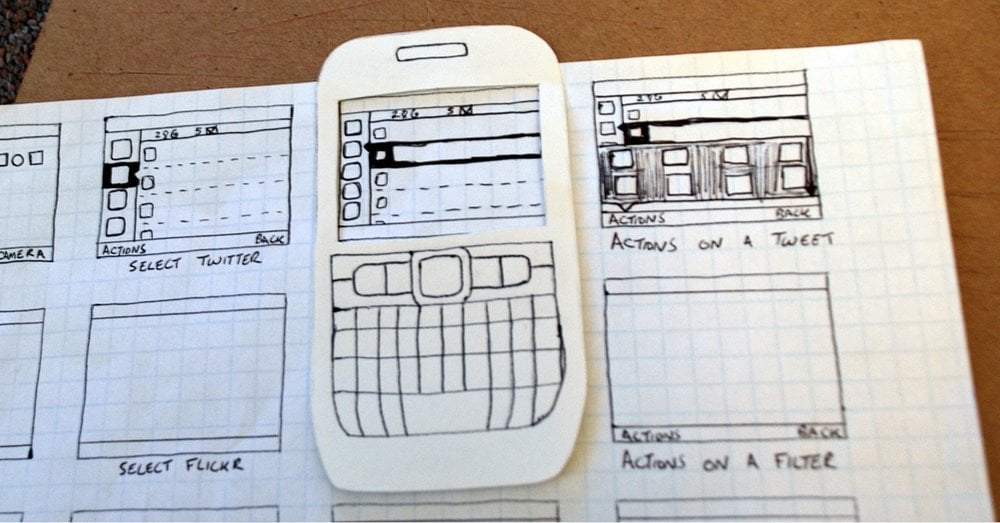 28G 5
28G 5
28G 5
CAMERA
ACTIONS BACK
SELECT TWITTER
ACTIONS BACK
ACTIONS ON A TWEET
SELECT FLICKR
ACTIONS BACK
ACTIONS ON A FILTER